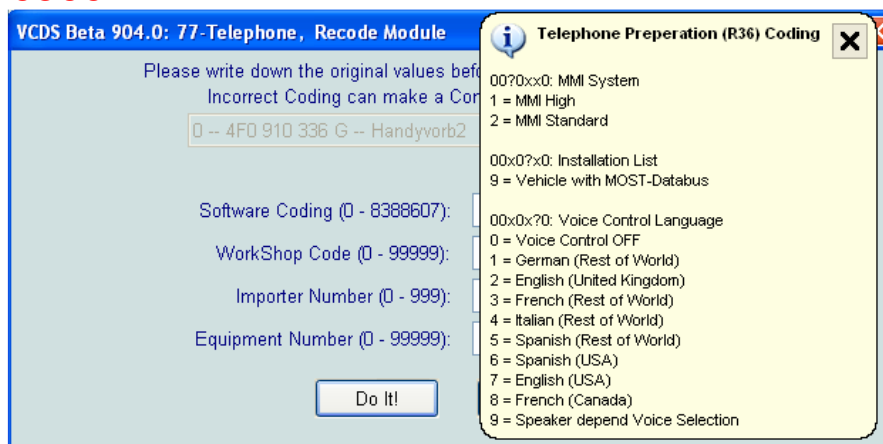 VCDS Beta 904.0: 77-Telephone, Recode Module
Please write down the original values bef
Incorrect Coding can make a Cor
0 -- 4F0 910 336 G -- Handyvorb2
Software Coding (0 - 8388607):
WorkShop Code (0 - 99999):
Importer Number (0 - 999):
Equipment Number (0 - 99999):
Do It!
Telephone Preperation (R36) Coding
00?0xx0: MMI System
1 = MMI High
2 = MMI Standard
00x0?x0: Installation List
9 = Vehicle with MOST-Databus
00x0x?0: Voice Control Language
0 = Voice Control OFF
1 = German (Rest of World)
2 = English (United Kingdom)
3 = French (Rest of World)
4 = Italian (Rest of World)
5 = Spanish (Rest of World)
6 = Spanish (USA)
7 = English (USA)
8 = French (Canada)
9 = Speaker depend Voice Selection